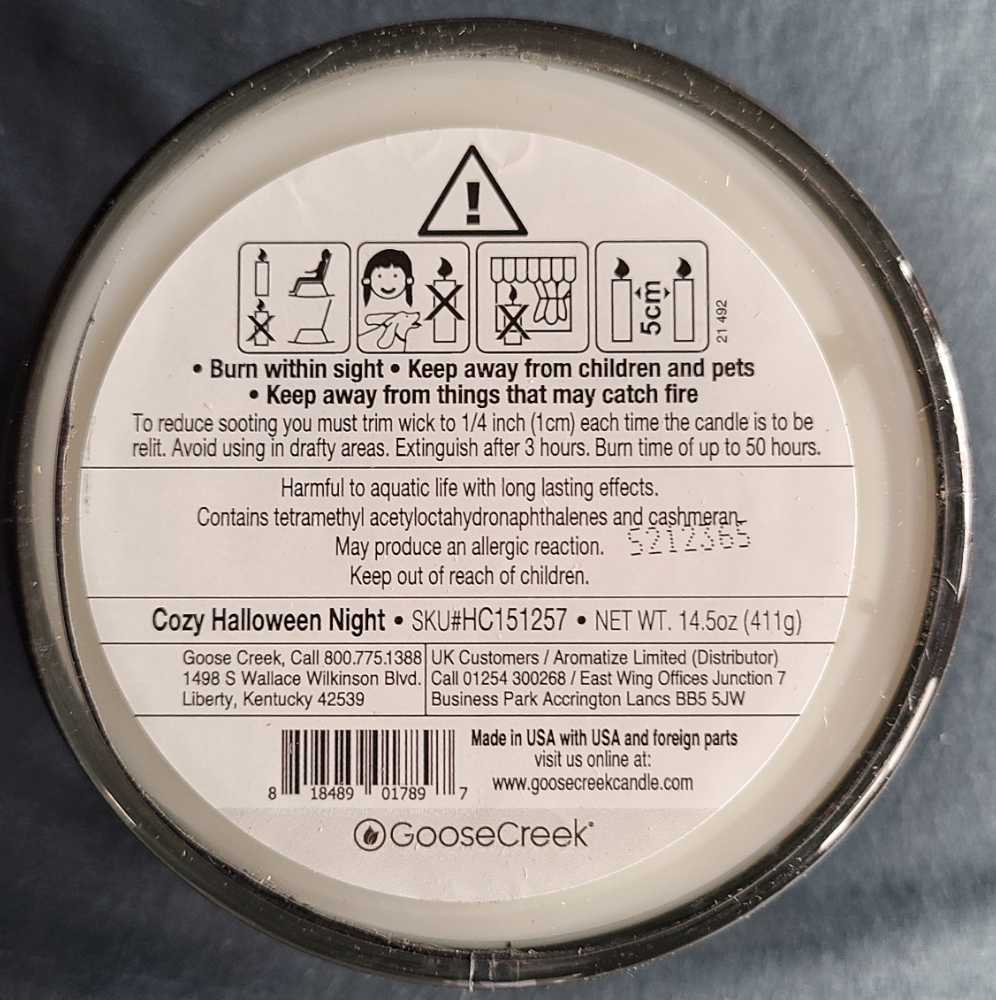 !
5cm
21 492
• Burn within sight • Keep away from children and pets
• Keep away from things that may catch fire
To reduce sooting you must trim wick to 1/4 inch (1cm) each time the candle is to be
relit. Avoid using in drafty areas. Extinguish after 3 hours. Burn time of up to 50 hours.
Harmful to aquatic life with long lasting effects.
Contains tetramethyl acetyloctahydronaphthalenes and cashmeran.
May produce an allergic reaction. 5212365
Keep out of reach of children.
Cozy Halloween Night • SKU#HC151257 • NET WT. 14.5oz (411g)
Goose Creek, Call 800.775.1388
1498 S Wallace Wilkinson Blvd.
Liberty, Kentucky 42539
UK Customers / Aromatize Limited (Distributor)
Call 01254 300268 / East Wing Offices Junction 7
Business Park Accrington Lancs BB5 5JW
8 18489 01789 7
Made in USA with USA and foreign parts
visit us online at:
www.goosecreekcandle.com
GooseCreek®